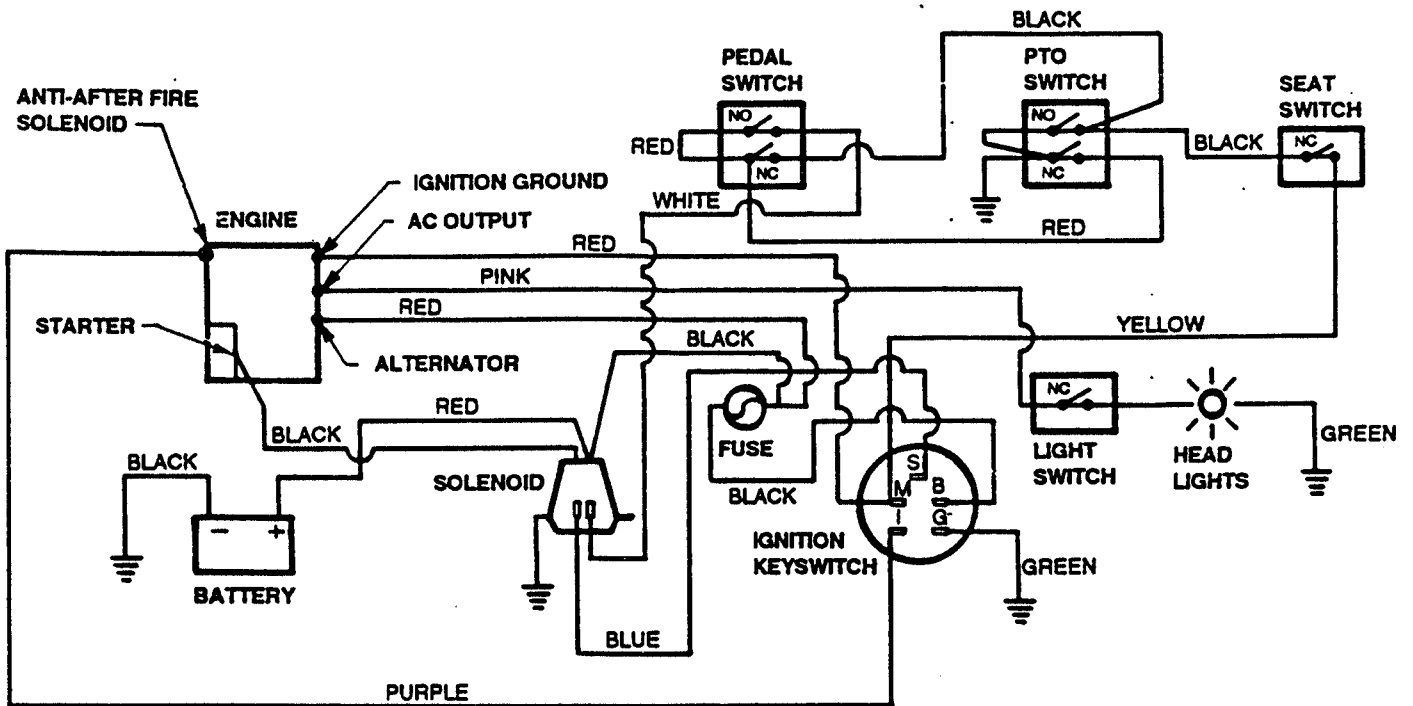 BLACK
PEDAL
SWITCH
PTO
SWITCH
SEAT
SWITCH
ANTI-AFTER FIRE
SOLENOID
NO
NC
RED
NO
NC
BLACK
NC
IGNITION GROUND
WHITE
ENGINE
AC OUTPUT
RED
RED
PINK
RED
YELLOW
STARTER
BLACK
ALTERNATOR
NC
RED
BLACK
FUSE
GREEN
LIGHT
SWITCH
HEAD
LIGHTS
BLACK
SOLENOID
BLACK
S
M
B
I
G
- +
IGNITION
KEYSWITCH
GREEN
BATTERY
BLUE
PURPLE